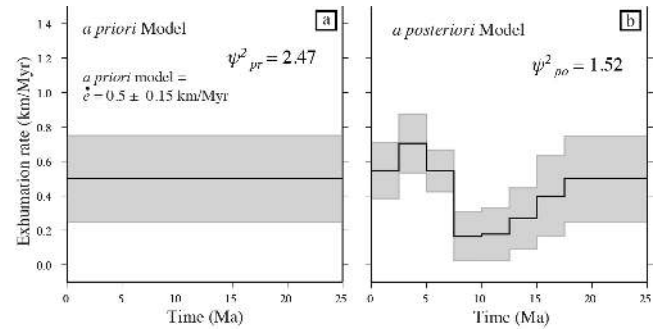 1.4
1.2
1.0
0.8
0.6
0.4
0.2
0.0
Exhumation rate (km/Myr)
a priori Model
a
ψ²pr = 2.47
a priori model =
ė = 0.5 ± 0.15 km/Myr
0 5 10 15 20 25
Time (Ma)
a posteriori Model
b
ψ²po = 1.52
0 5 10 15 20 25
Time (Ma)